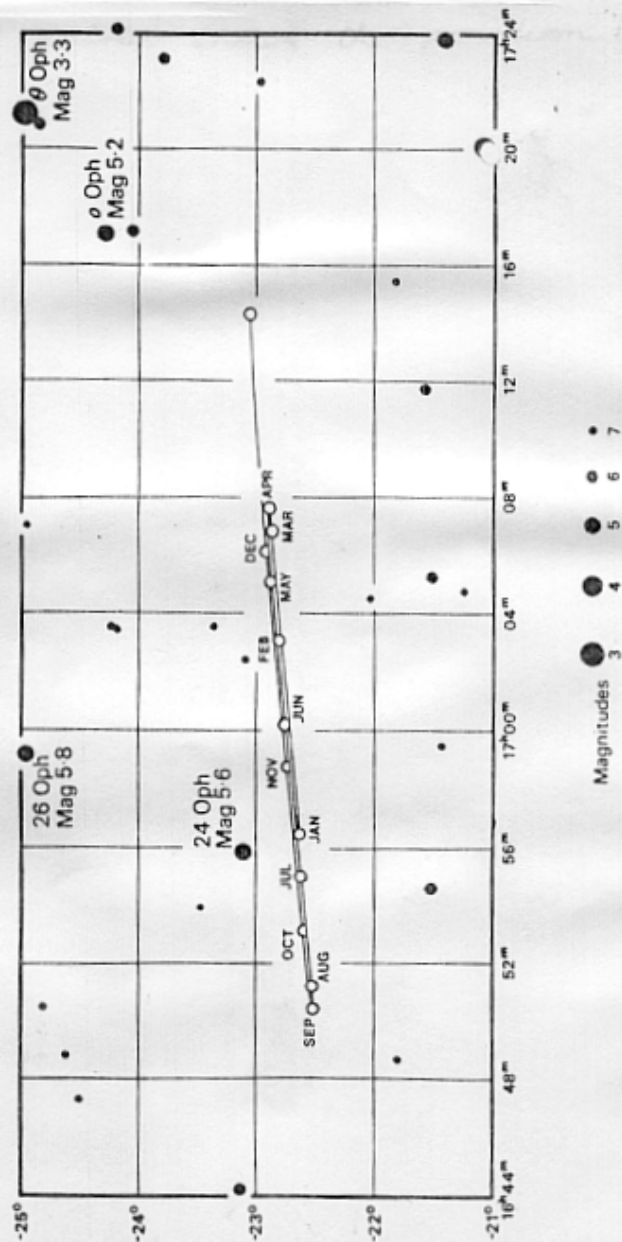 -25°
-24°
-23°
-22°
-21°
26 Oph
Mag 5·8
θ Oph
Mag 3·3
ο Oph
Mag 5·2
24 Oph
Mag 5·6
SEP
OCT
JUL
NOV
FEB
DEC
APR
AUG
JAN
JUN
MAY
MAR
16ʰ44ᵐ
48ᵐ
52ᵐ
56ᵐ
17ʰ00ᵐ
04ᵐ
08ᵐ
12ᵐ
16ᵐ
20ᵐ
17ʰ24ᵐ
Magnitudes
3 4 5 6 7